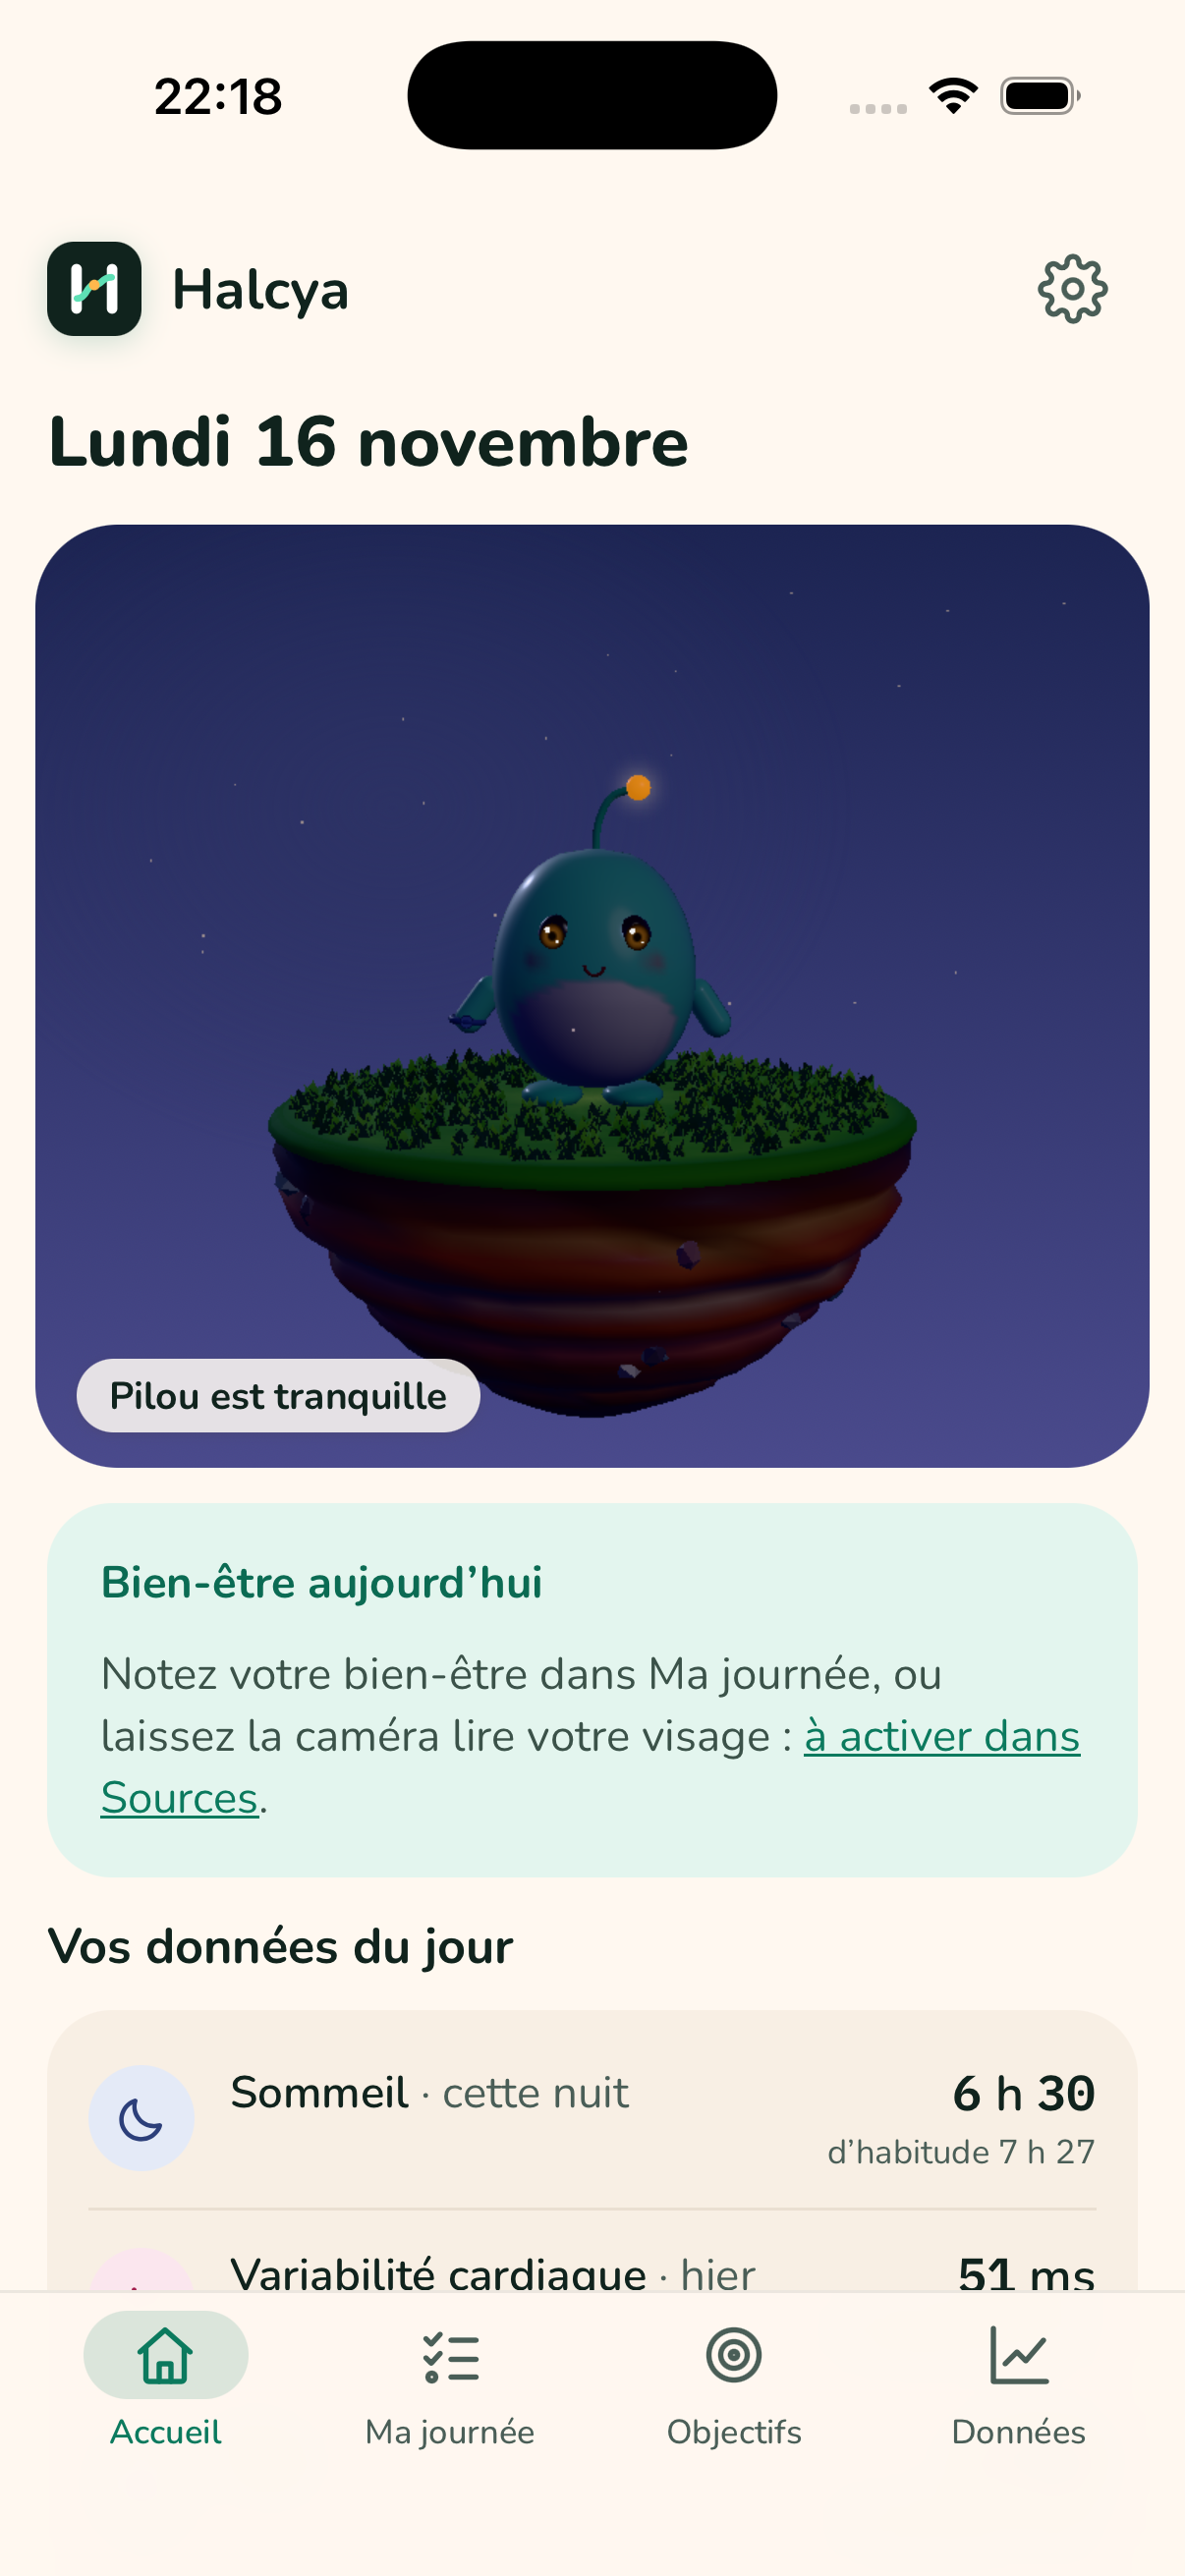 22:18
Halcya
Lundi 16 novembre
Pilou est tranquille
Bien-être aujourd’hui
Notez votre bien-être dans Ma journée, ou
laissez la caméra lire votre visage : à activer dans
Sources.
Vos données du jour
Sommeil · cette nuit 6 h 30
d’habitude 7 h 27
Variabilité cardiaque · hier 51 ms
Accueil
Ma journée
Objectifs
Données